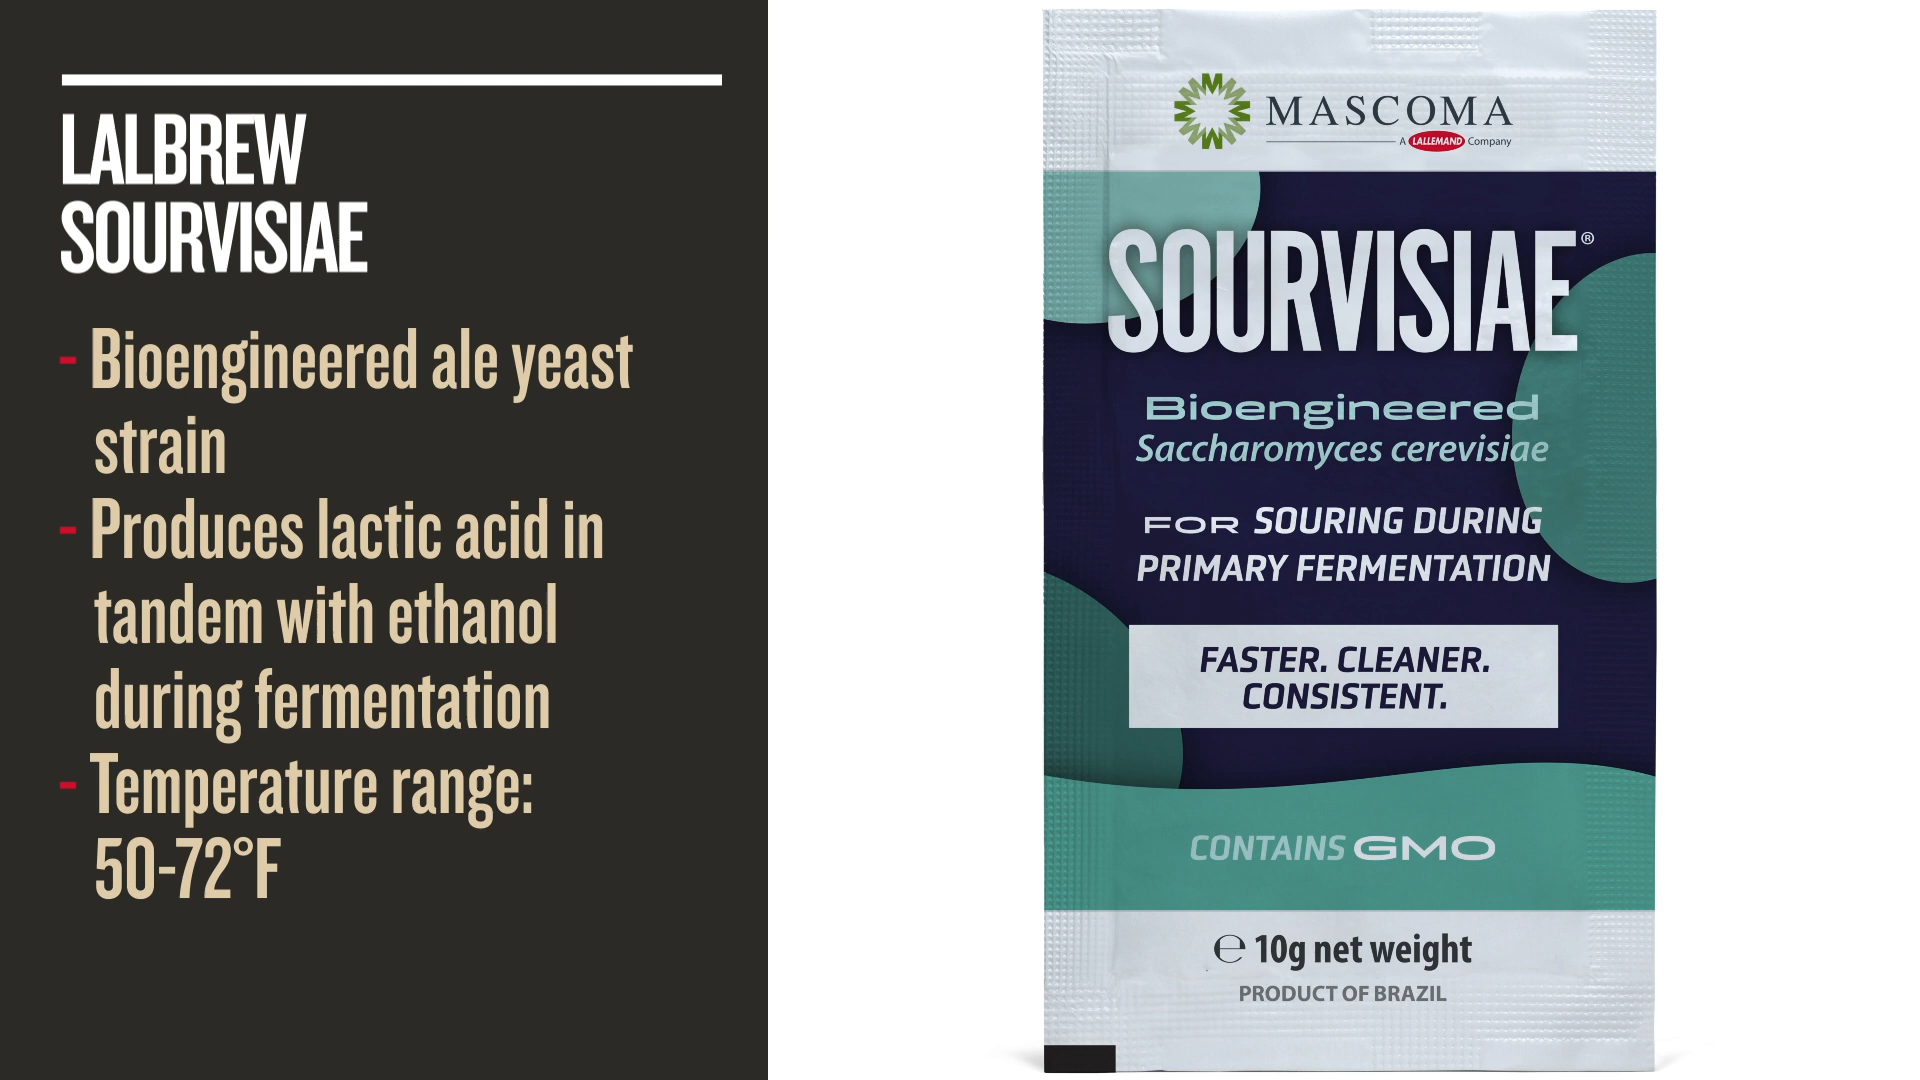 LALBREW
SOURVISIAE
- Bioengineered ale yeast
strain
- Produces lactic acid in
tandem with ethanol
during fermentation
- Temperature range:
50-72°F
MASCOMA
A LALLEMAND Company
SOURVISIAE®
Bioengineered
Saccharomyces cerevisiae
FOR SOURING DURING
PRIMARY FERMENTATION
FASTER. CLEANER.
CONSISTENT.
CONTAINS GMO
℮ 10g net weight
PRODUCT OF BRAZIL